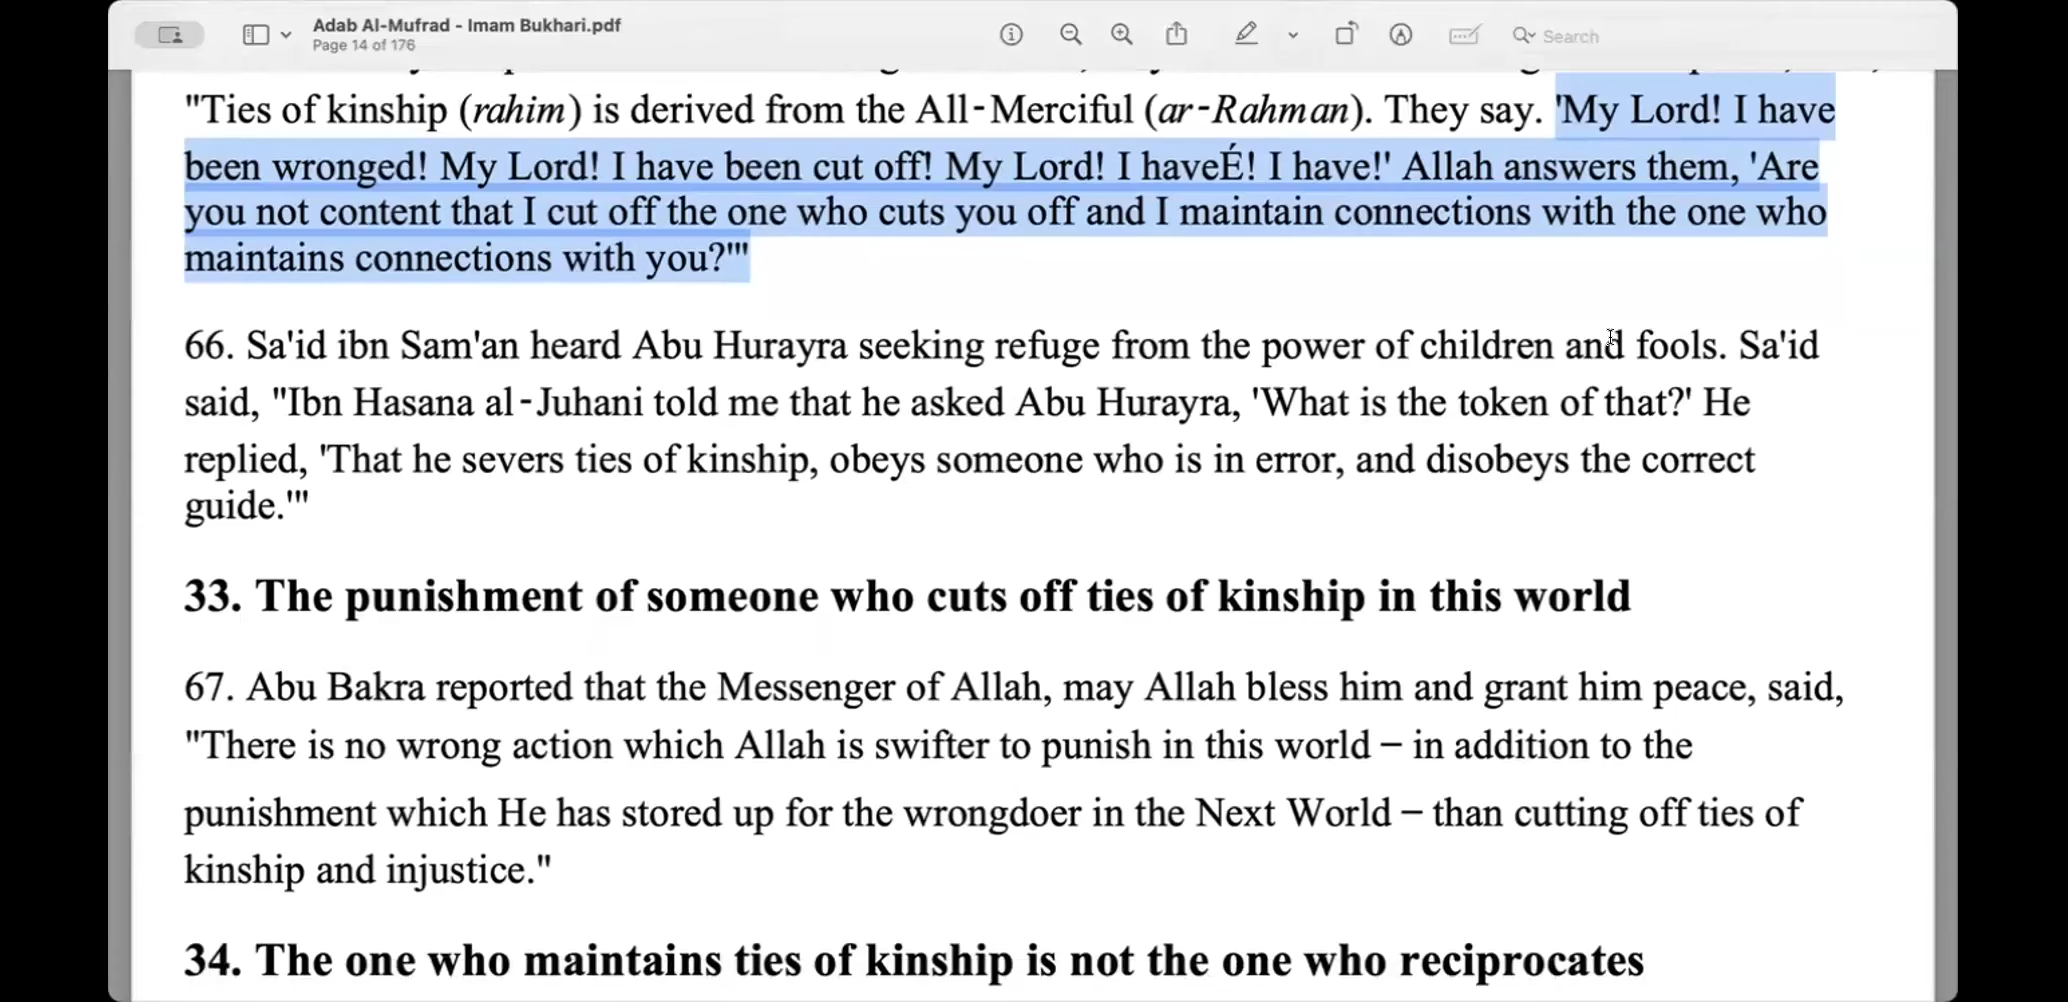 Adab Al-Mufrad - Imam Bukhari.pdf
Page 14 of 176
Search
"Ties of kinship (rahim) is derived from the All-Merciful (ar-Rahman). They say. 'My Lord! I have
been wronged! My Lord! I have been cut off! My Lord! I haveÉ! I have!' Allah answers them, 'Are
you not content that I cut off the one who cuts you off and I maintain connections with the one who
maintains connections with you?'"
66. Sa'id ibn Sam'an heard Abu Hurayra seeking refuge from the power of children and fools. Sa'id
said, "Ibn Hasana al-Juhani told me that he asked Abu Hurayra, 'What is the token of that?' He
replied, 'That he severs ties of kinship, obeys someone who is in error, and disobeys the correct
guide.'"
33. The punishment of someone who cuts off ties of kinship in this world
67. Abu Bakra reported that the Messenger of Allah, may Allah bless him and grant him peace, said,
"There is no wrong action which Allah is swifter to punish in this world – in addition to the
punishment which He has stored up for the wrongdoer in the Next World – than cutting off ties of
kinship and injustice."
34. The one who maintains ties of kinship is not the one who reciprocates